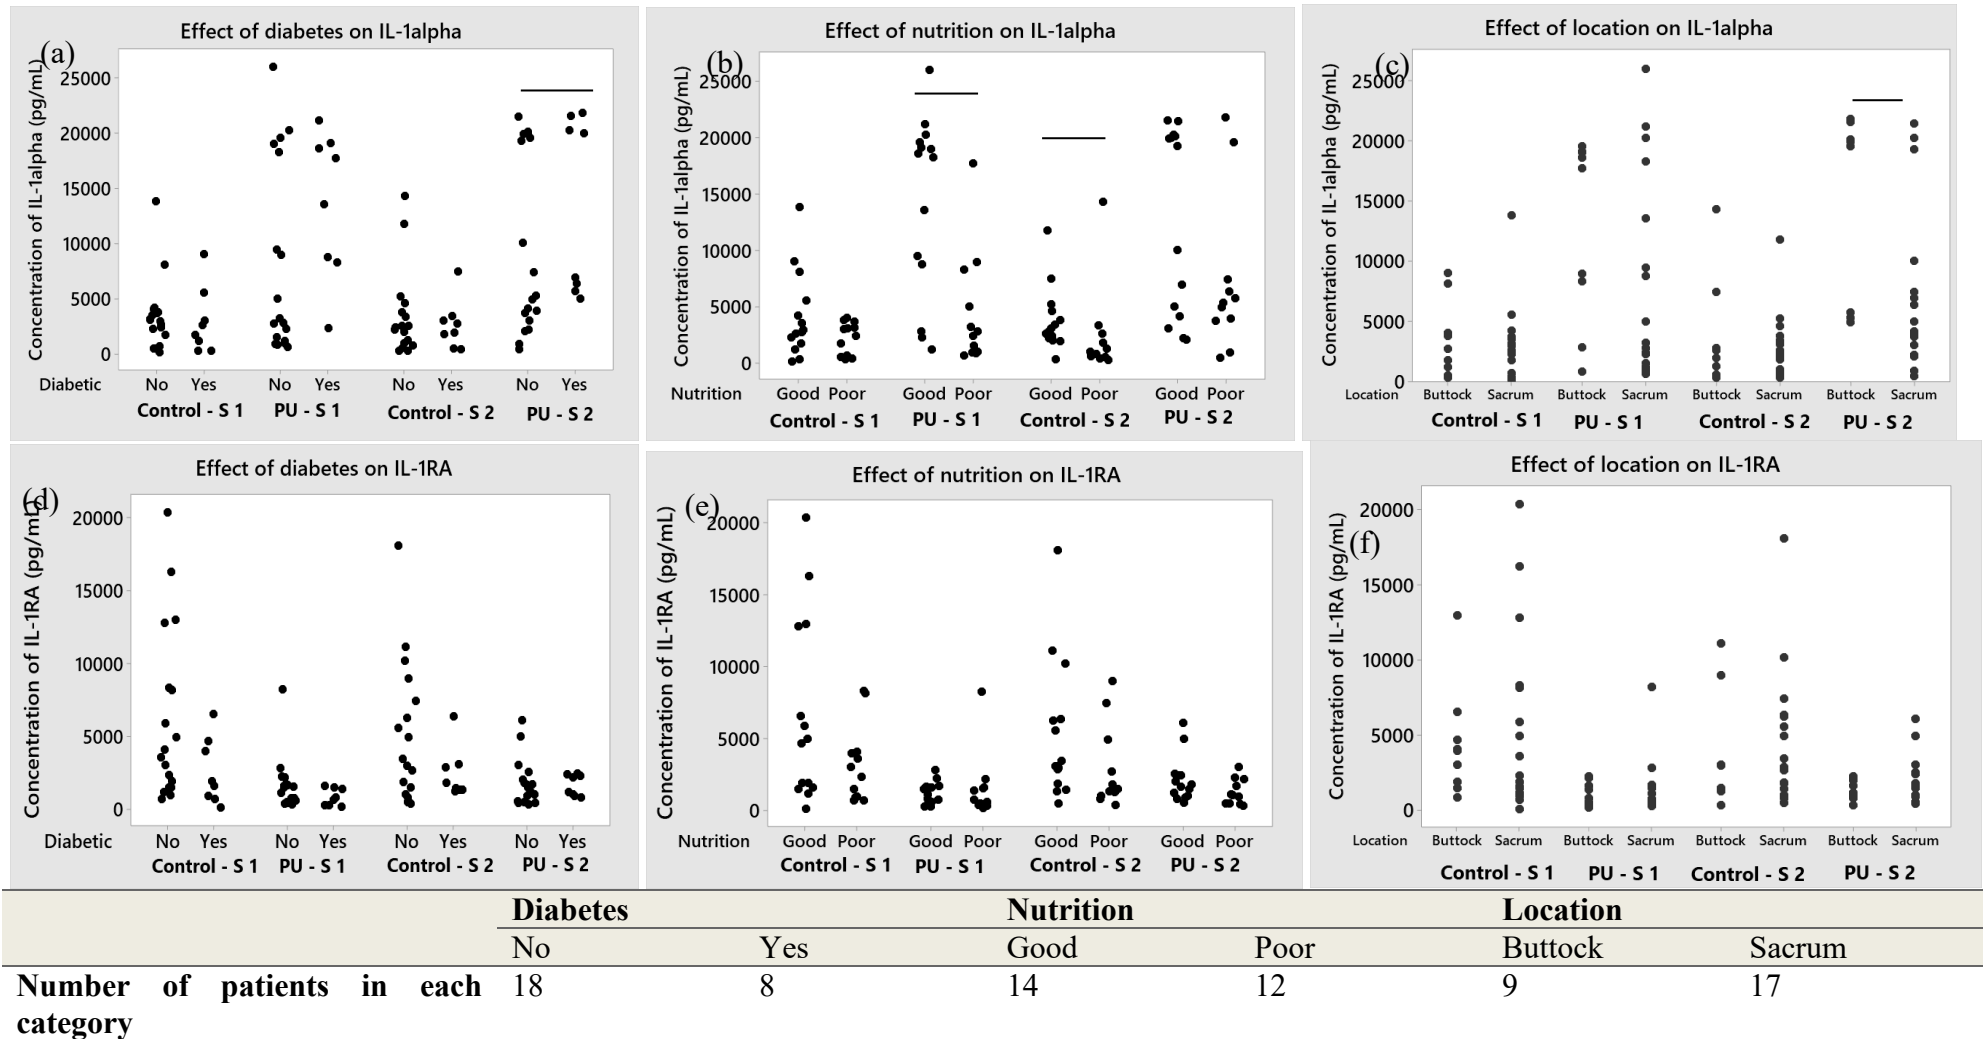 Effect of diabetes on IL-1alpha
(a)
Concentration of IL-1alpha (pg/mL)
25000
20000
15000
10000
5000
0
Diabetic No Yes No Yes No Yes No Yes
Control - S 1 PU - S 1 Control - S 2 PU - S 2
Effect of nutrition on IL-1alpha
(b)
Concentration of IL-1alpha (pg/mL)
25000
20000
15000
10000
5000
0
Nutrition Good Poor Good Poor Good Poor Good Poor
Control - S 1 PU - S 1 Control - S 2 PU - S 2
Effect of location on IL-1alpha
(c)
Concentration of IL-1alpha (pg/mL)
25000
20000
15000
10000
5000
0
Location Buttock Sacrum Buttock Sacrum Buttock Sacrum Buttock Sacrum
Control - S 1 PU - S 1 Control - S 2 PU - S 2
Effect of diabetes on IL-1RA
(d)
Concentration of IL-1RA (pg/mL)
20000
15000
10000
5000
0
Diabetic No Yes No Yes No Yes No Yes
Control - S 1 PU - S 1 Control - S 2 PU - S 2
Effect of nutrition on IL-1RA
(e)
Concentration of IL-1RA (pg/mL)
20000
15000
10000
5000
0
Nutrition Good Poor Good Poor Good Poor Good Poor
Control - S 1 PU - S 1 Control - S 2 PU - S 2
Effect of location on IL-1RA
(f)
Concentration of IL-1RA (pg/mL)
20000
15000
10000
5000
0
Location Buttock Sacrum Buttock Sacrum Buttock Sacrum Buttock Sacrum
Control - S 1 PU - S 1 Control - S 2 PU - S 2
Diabetes Nutrition Location
No Yes Good Poor Buttock Sacrum
Number of patients in each 18 8 14 12 9 17
category